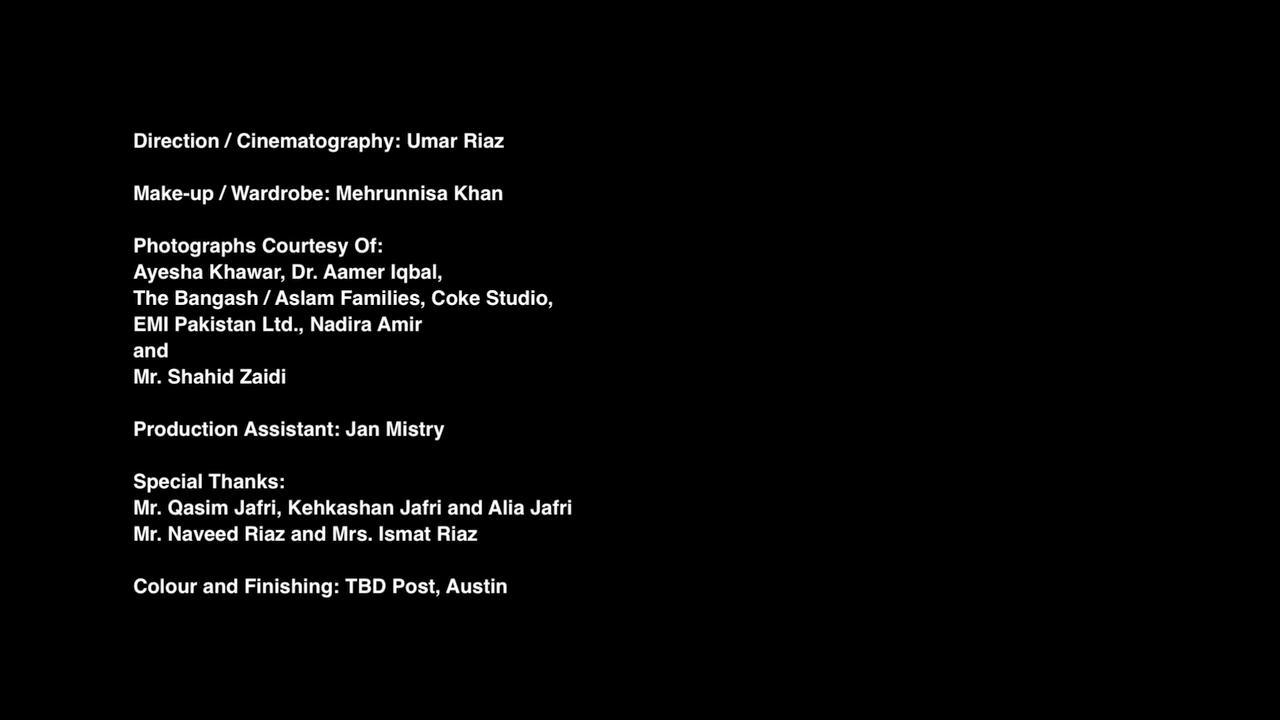 Direction / Cinematography: Umar Riaz
Make-up / Wardrobe: Mehrunnisa Khan
Photographs Courtesy Of:
Ayesha Khawar, Dr. Aamer Iqbal,
The Bangash / Aslam Families, Coke Studio,
EMI Pakistan Ltd., Nadira Amir
and
Mr. Shahid Zaidi
Production Assistant: Jan Mistry
Special Thanks:
Mr. Qasim Jafri, Kehkashan Jafri and Alia Jafri
Mr. Naveed Riaz and Mrs. Ismat Riaz
Colour and Finishing: TBD Post, Austin